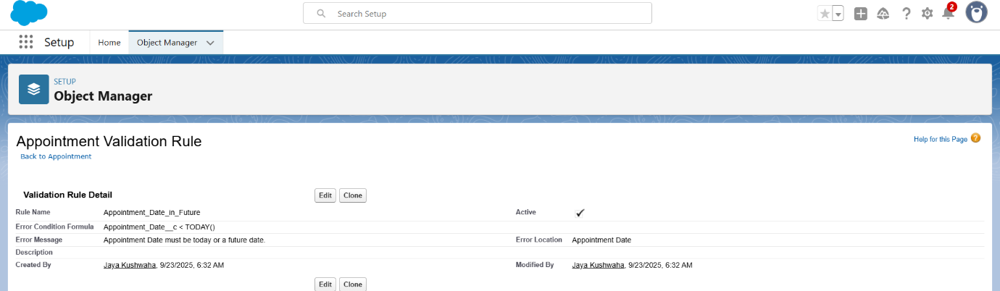 Search Setup
2
Setup
Home
Object Manager
SETUP
Object Manager
Appointment Validation Rule
Help for this Page
Back to Appointment
Validation Rule Detail
Edit
Clone
Rule Name Appointment_Date_in_Future Active
Error Condition Formula Appointment_Date__c < TODAY()
Error Message Appointment Date must be today or a future date. Error Location Appointment Date
Description
Created By Jaya Kushwaha, 9/23/2025, 6:32 AM Modified By Jaya Kushwaha, 9/23/2025, 6:32 AM
Edit
Clone